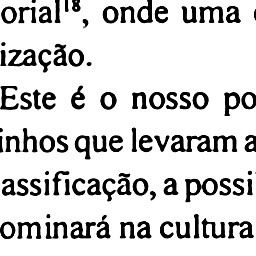 orial¹⁸, onde uma
ização.
Este é o nosso po
inhos que levaram a
assificação, a possi
ominará na cultura